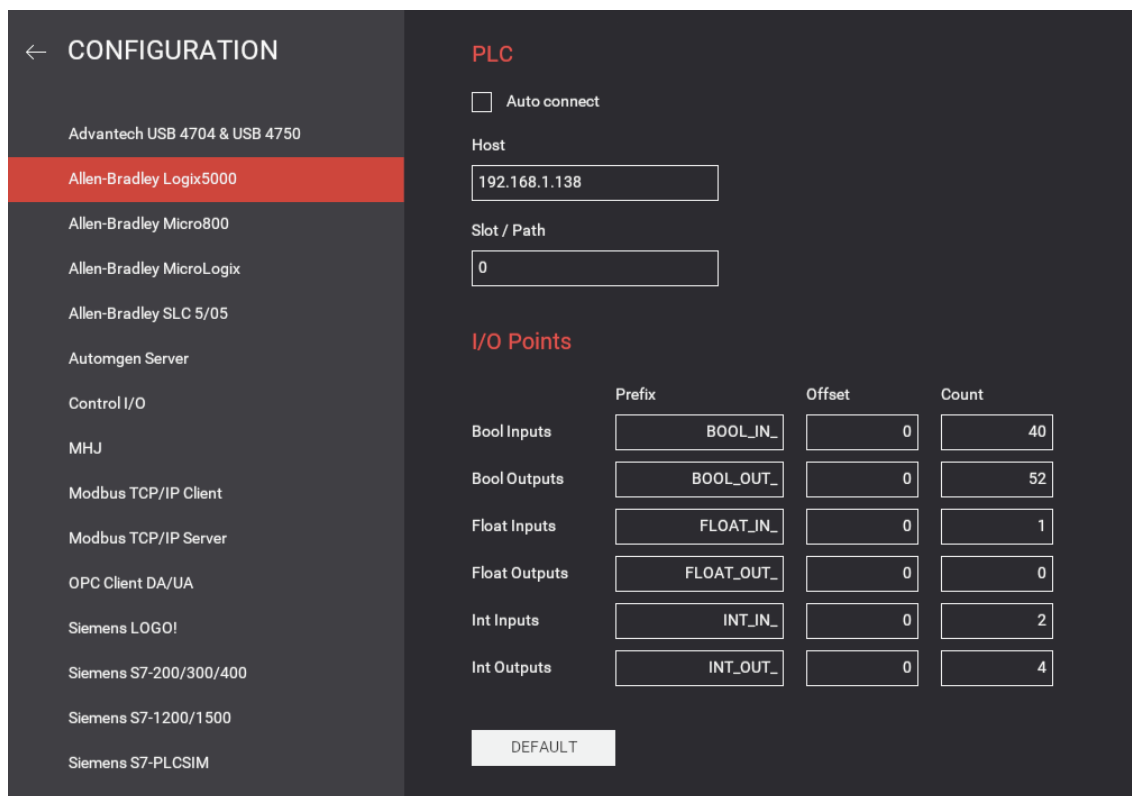 ← CONFIGURATION
Advantech USB 4704 & USB 4750
Allen-Bradley Logix5000
Allen-Bradley Micro800
Allen-Bradley MicroLogix
Allen-Bradley SLC 5/05
Automgen Server
Control I/O
MHJ
Modbus TCP/IP Client
Modbus TCP/IP Server
OPC Client DA/UA
Siemens LOGO!
Siemens S7-200/300/400
Siemens S7-1200/1500
Siemens S7-PLCSIM
PLC
Auto connect
Host
192.168.1.138
Slot / Path
0
I/O Points
Prefix Offset Count
Bool Inputs BOOL_IN_ 0 40
Bool Outputs BOOL_OUT_ 0 52
Float Inputs FLOAT_IN_ 0 1
Float Outputs FLOAT_OUT_ 0 0
Int Inputs INT_IN_ 0 2
Int Outputs INT_OUT_ 0 4
DEFAULT